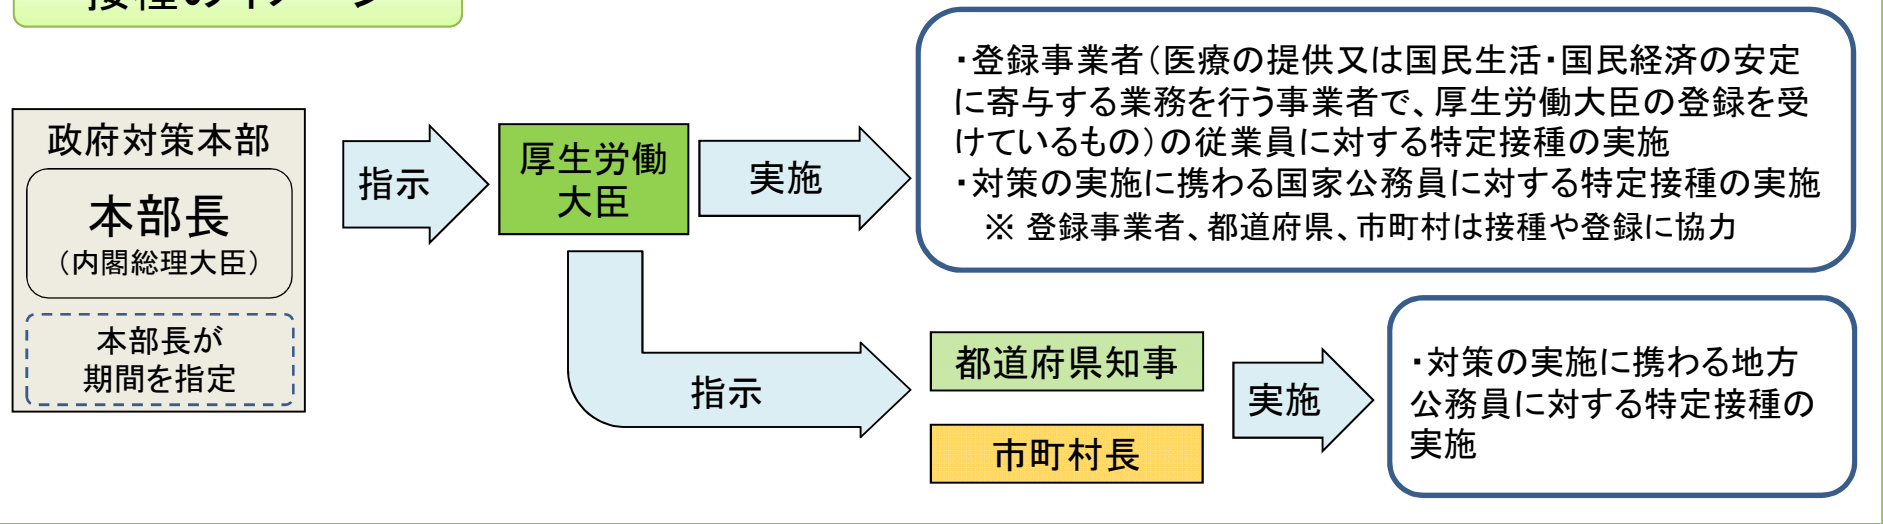 接種のイメージ
政府対策本部
本部長
（内閣総理大臣）
本部長が
期間を指定
指示
厚生労働
大臣
実施
・登録事業者（医療の提供又は国民生活・国民経済の安定
に寄与する業務を行う事業者で、厚生労働大臣の登録を受
けているもの）の従業員に対する特定接種の実施
・対策の実施に携わる国家公務員に対する特定接種の実施
※ 登録事業者、都道府県、市町村は接種や登録に協力
指示
都道府県知事
市町村長
実施
・対策の実施に携わる地方
公務員に対する特定接種の
実施